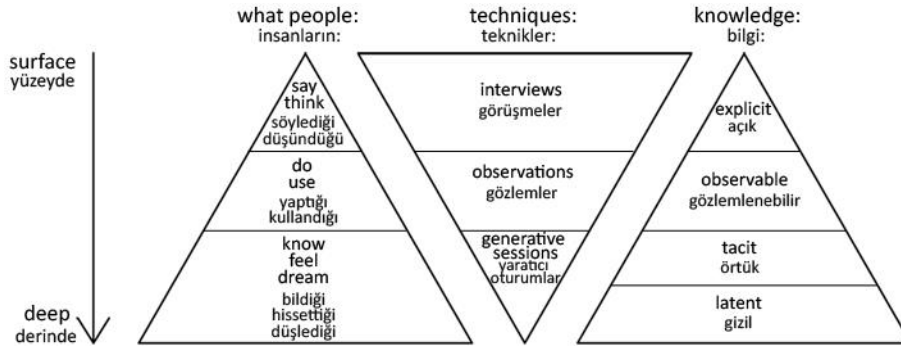 what people:
insanların:
techniques:
teknikler:
knowledge:
bilgi:
surface
yüzeyde
deep
derinde
say
think
söylediği
düşündüğü
do
use
yaptığı
kullandığı
know
feel
dream
bildiği
hissettiği
düşlediği
interviews
görüşmeler
observations
gözlemler
generative
sessions
yaratıcı
oturumlar
explicit
açık
observable
gözlemlenebilir
tacit
örtük
latent
gizil